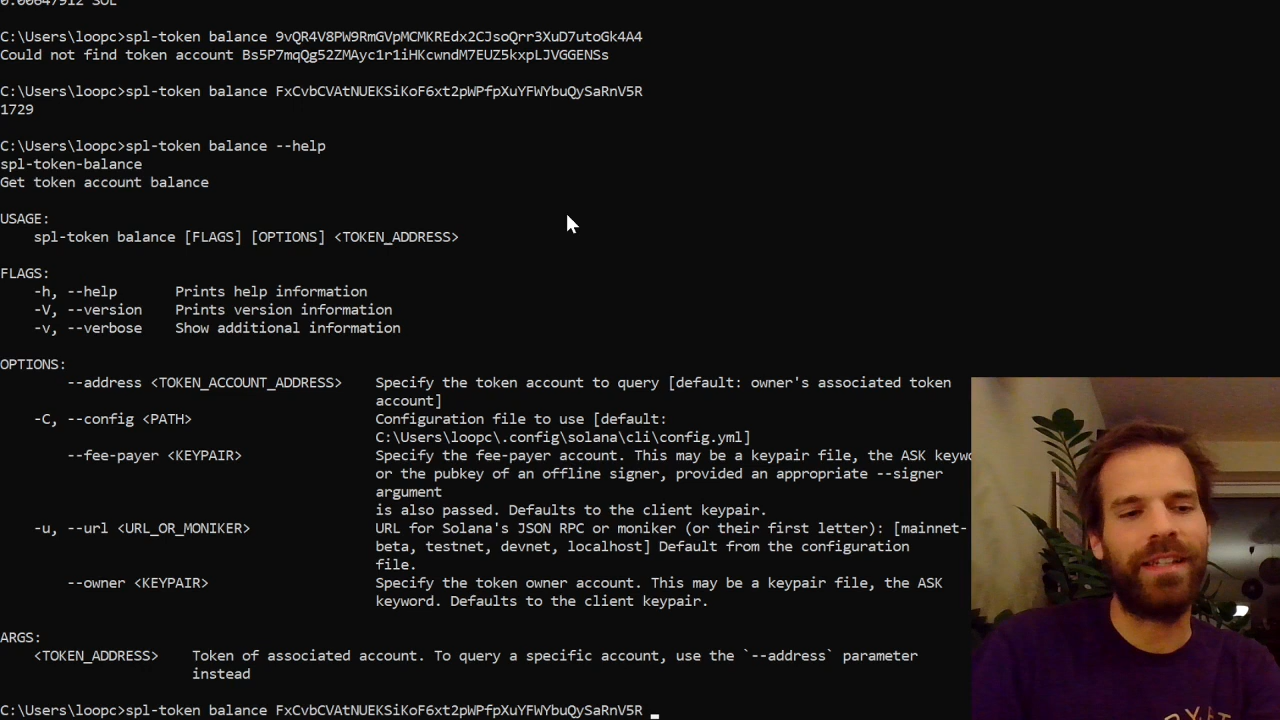 0.00647912 SOL
C:\Users\loopc>spl-token balance 9vQR4V8PW9RmGVpMCMKREdx2CJsoQrr3XuD7utoGk4A4
Could not find token account Bs5P7mqQg52ZMAyc1r1iHKcwndM7EUZ5kxpLJVGGENSs
C:\Users\loopc>spl-token balance FxCvbCVAtNUEKSiKoF6xt2pWPfpXuYFWYbuQySaRnV5R
1729
C:\Users\loopc>spl-token balance --help
spl-token-balance
Get token account balance
USAGE:
spl-token balance [FLAGS] [OPTIONS] <TOKEN_ADDRESS>
FLAGS:
-h, --help Prints help information
-V, --version Prints version information
-v, --verbose Show additional information
OPTIONS:
--address <TOKEN_ACCOUNT_ADDRESS> Specify the token account to query [default: owner's associated token
account]
-C, --config <PATH> Configuration file to use [default:
C:\Users\loopc\.config\solana\cli\config.yml]
--fee-payer <KEYPAIR> Specify the fee-payer account. This may be a keypair file, the ASK keywo
or the pubkey of an offline signer, provided an appropriate --signer
argument
is also passed. Defaults to the client keypair.
-u, --url <URL_OR_MONIKER> URL for Solana's JSON RPC or moniker (or their first letter): [mainnet-
beta, testnet, devnet, localhost] Default from the configuration
file.
--owner <KEYPAIR> Specify the token owner account. This may be a keypair file, the ASK
keyword. Defaults to the client keypair.
ARGS:
<TOKEN_ADDRESS> Token of associated account. To query a specific account, use the `--address` parameter
instead
C:\Users\loopc>spl-token balance FxCvbCVAtNUEKSiKoF6xt2pWPfpXuYFWYbuQySaRnV5R